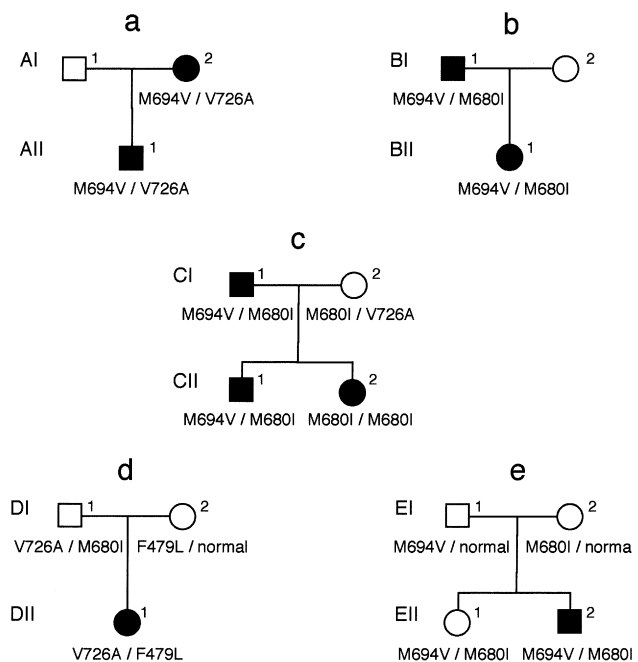 a
AI 1 2
M694V / V726A
AII 1
M694V / V726A
b
BI 1 2
M694V / M680I
BII 1
M694V / M680I
c
CI 1 2
M694V / M680I M680I / V726A
CII 1 2
M694V / M680I M680I / M680I
d
DI 1 2
V726A / M680I F479L / normal
DII 1
V726A / F479L
e
EI 1 2
M694V / normal M680I / norma
EII 1 2
M694V / M680I M694V / M680I